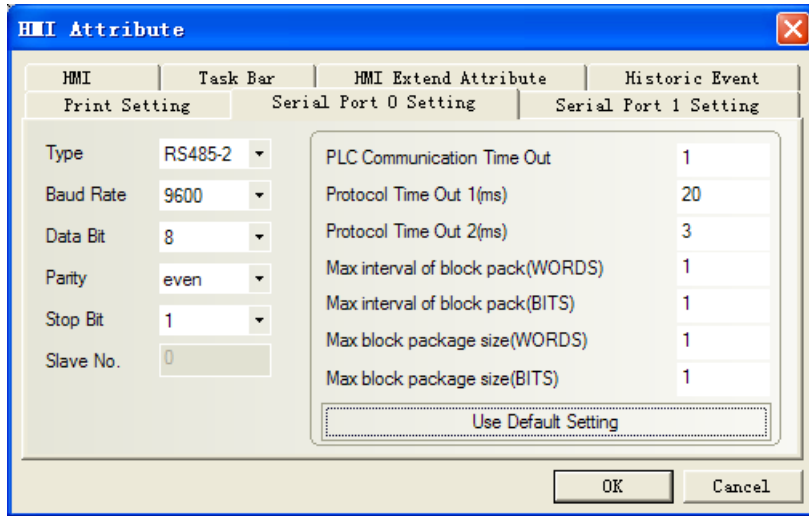 HMI Attribute
HMI Task Bar HMI Extend Attribute Historic Event
Print Setting Serial Port 0 Setting Serial Port 1 Setting
Type RS485-2
Baud Rate 9600
Data Bit 8
Parity even
Stop Bit 1
Slave No. 0
PLC Communication Time Out 1
Protocol Time Out 1(ms) 20
Protocol Time Out 2(ms) 3
Max interval of block pack(WORDS) 1
Max interval of block pack(BITS) 1
Max block package size(WORDS) 1
Max block package size(BITS) 1
Use Default Setting
OK Cancel